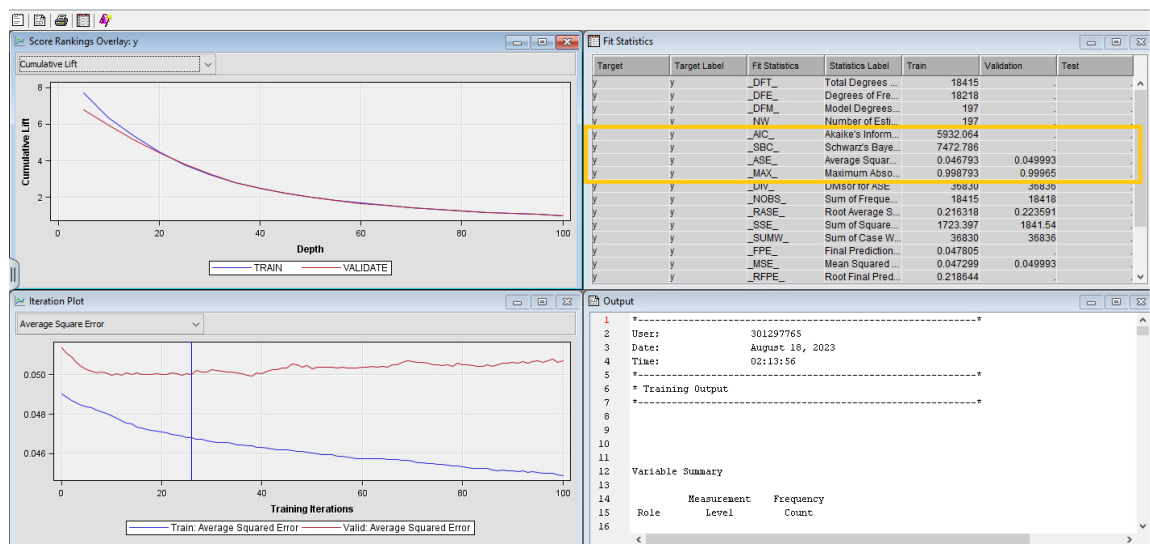 Score Rankings Overlay: y
Cumulative Lift
8
6
4
2
Cumulative Lift
0 20 40 60 80 100
Depth
TRAIN VALIDATE
Fit Statistics
Target Target Label Fit Statistics Statistics Label Train Validation Test
y y _DFT_ Total Degrees ... 18415 . .
y y _DFE_ Degrees of Fre... 18218 . .
y y _DFM_ Model Degrees... 197 . .
y y _NW_ Number of Esti... 197 . .
y y _AIC_ Akaike's Inform... 5932.064 . .
y y _SBC_ Schwarz's Baye... 7472.786 . .
y y _ASE_ Average Squar... 0.046793 0.049993 .
y y _MAX_ Maximum Abso... 0.998793 0.99965 .
y y _DIV_ Divisor for ASE 36830 36836 .
y y _NOBS_ Sum of Freque... 18415 18418 .
y y _RASE_ Root Average S... 0.216318 0.223591 .
y y _SSE_ Sum of Square... 1723.397 1841.54 .
y y _SUMW_ Sum of Case W... 36830 36836 .
y y _FPE_ Final Prediction... 0.047805 . .
y y _MSE_ Mean Squared ... 0.047299 0.049993 .
y y _RFPE_ Root Final Pred... 0.218644 . .
Iteration Plot
Average Square Error
0.050
0.048
0.046
0 20 40 60 80 100
Training Iterations
Train: Average Squared Error Valid: Average Squared Error
Output
1 *------------------------------------------------------------*
2 User: 301297765
3 Date: August 18, 2023
4 Time: 02:13:56
5 *------------------------------------------------------------*
6 * Training Output
7 *------------------------------------------------------------*
8
9
10
11
12 Variable Summary
13
14 Measurement Frequency
15 Role Level Count
16